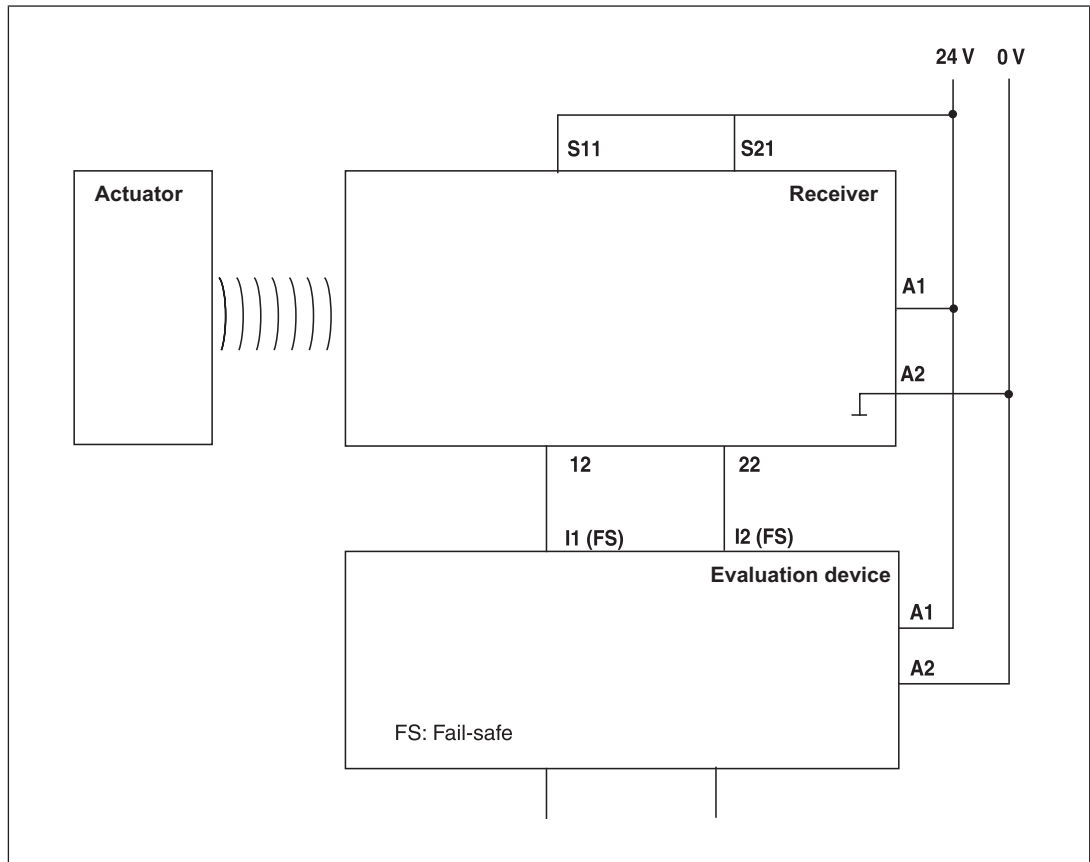 24 V 0 V
S11 S21
Actuator
Receiver
A1
A2
12 22
I1 (FS) I2 (FS)
Evaluation device
A1
A2
FS: Fail-safe